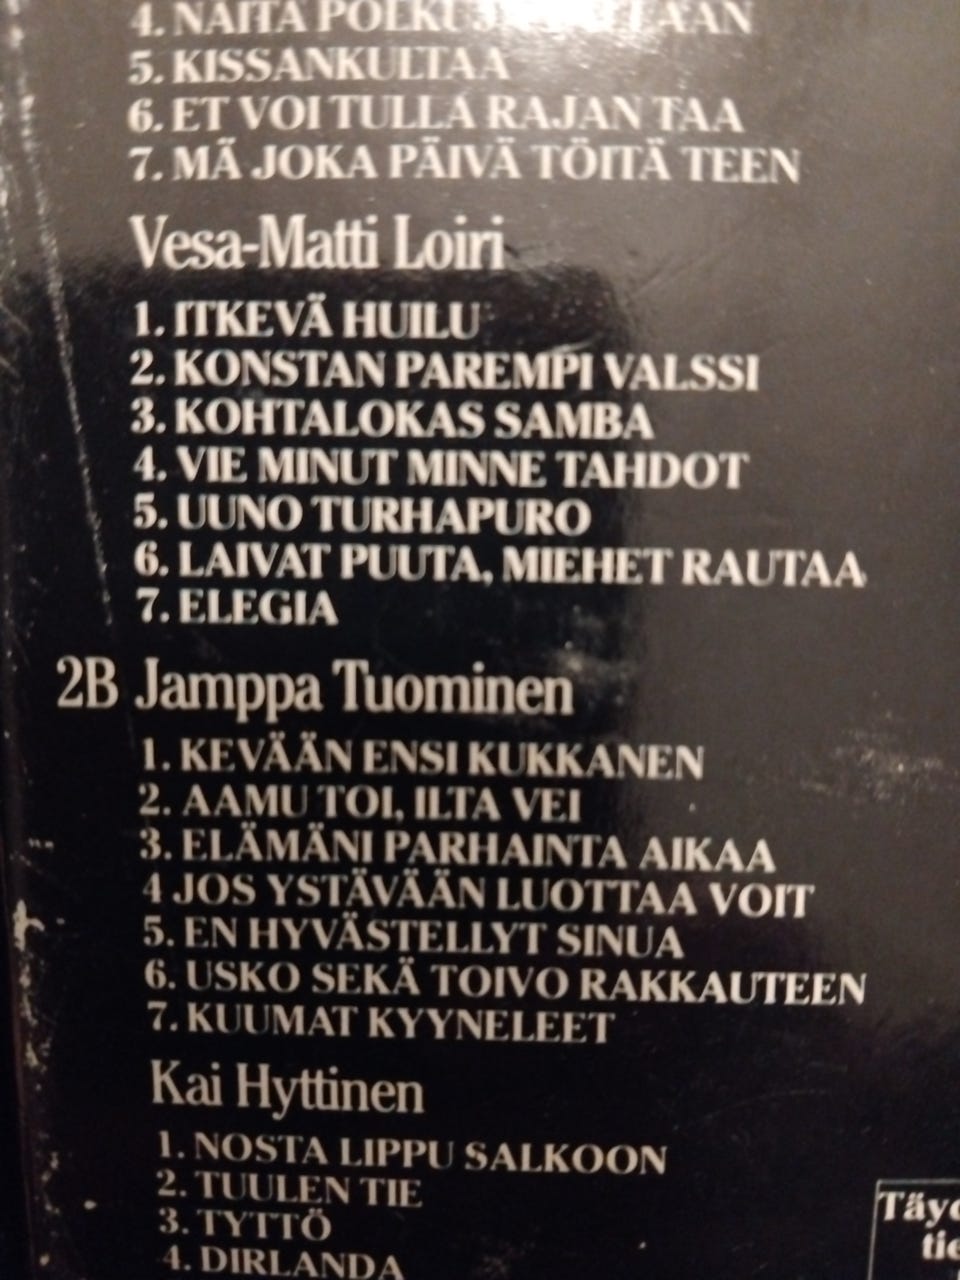 4. NÄITÄ
5. KISSANKULTAA
6. ET VOI TULLA RAJAN TAA
7. MÄ JOKA PÄIVÄ TÖITÄ TEEN
Vesa-Matti Loiri
1. ITKEVÄ HUILU
2. KONSTAN PAREMPI VALSSI
3. KOHTALOKAS SAMBA
4. VIE MINUT MINNE TAHDOT
5. UUNO TURHAPURO
6. LAIVAT PUUTA, MIEHET RAUTAA
7. ELEGIA
2B Jamppa Tuominen
1. KEVÄÄN ENSI KUKKANEN
2. AAMU TOI, ILTA VEI
3. ELÄMÄNI PARHAINTA AIKAA
4 JOS YSTÄVÄÄN LUOTTAA VOIT
5. EN HYVÄSTELLYT SINUA
6. USKO SEKÄ TOIVO RAKKAUTEEN
7. KUUMAT KYYNELEET
Kai Hyttinen
1. NOSTA LIPPU SALKOON
2. TUULEN TIE
3. TYTTÖ
4. DIRLANDA